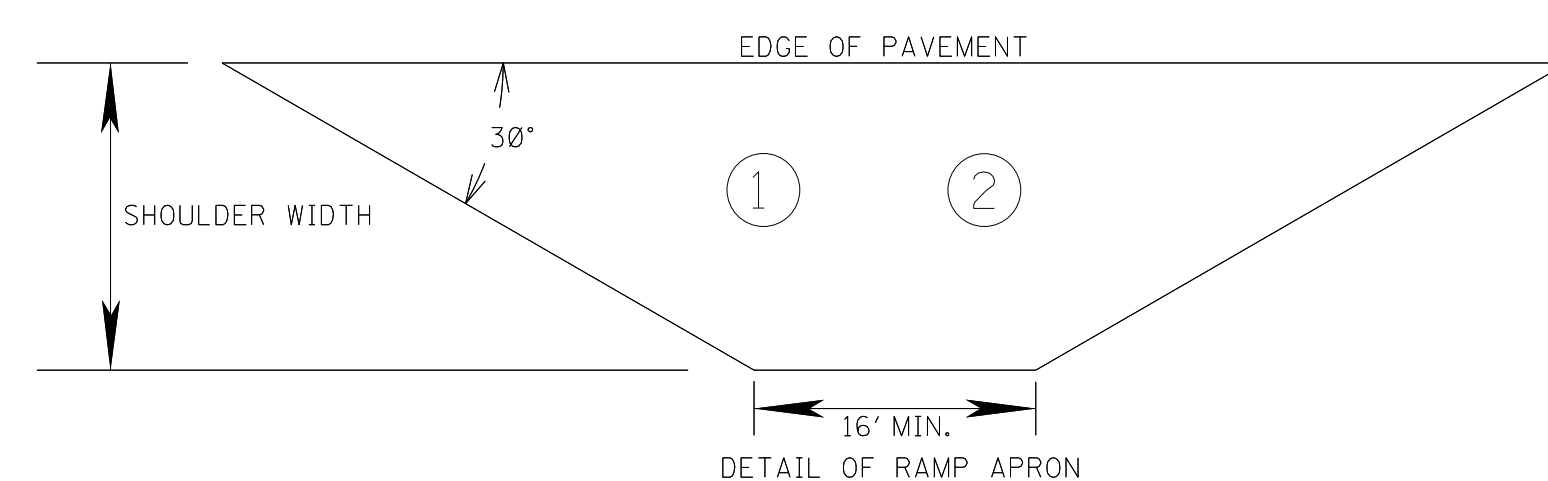 EDGE OF PAVEMENT
30°
1
2
SHOULDER WIDTH
16' MIN.
DETAIL OF RAMP APRON